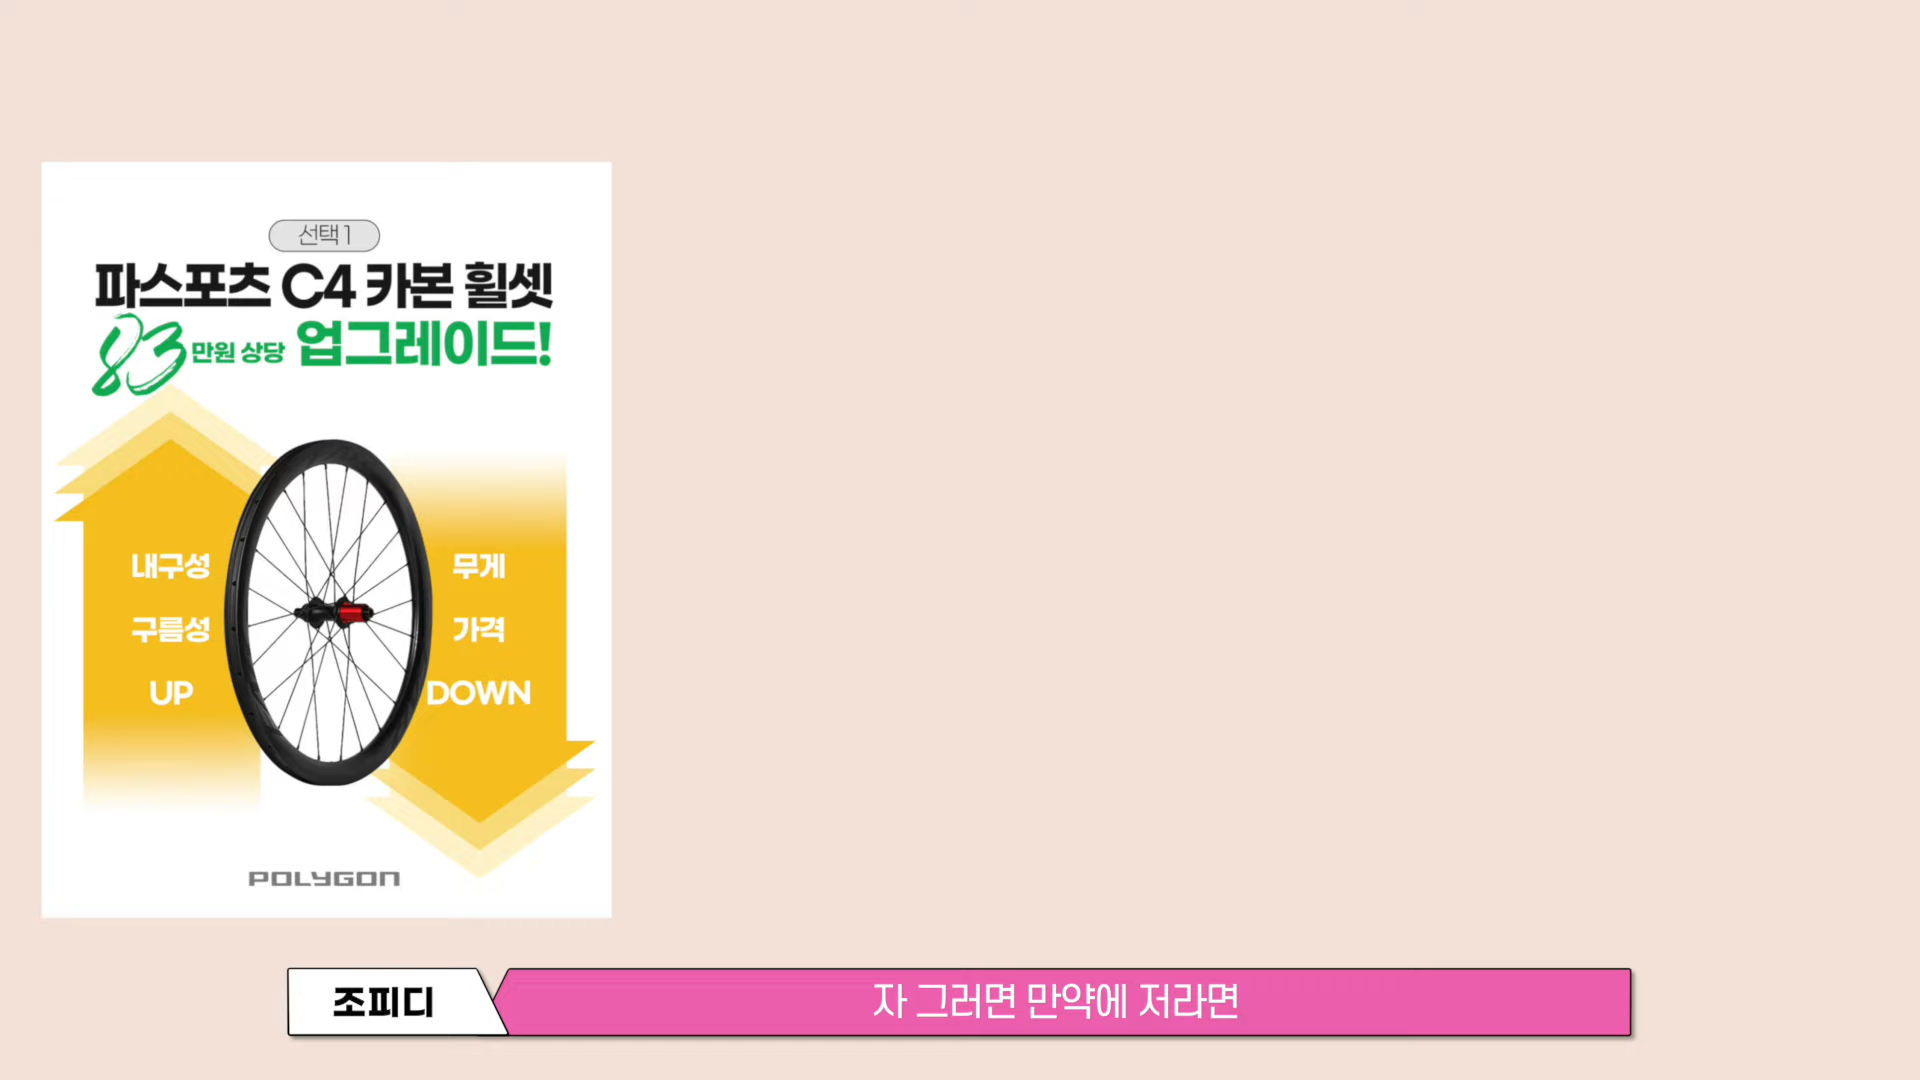 선택 1
파스포츠 C4 카본 휠셋
83만원 상당 업그레이드!
내구성
구름성
UP
무게
가격
DOWN
POLYGON
조피디
자 그러면 만약에 저라면